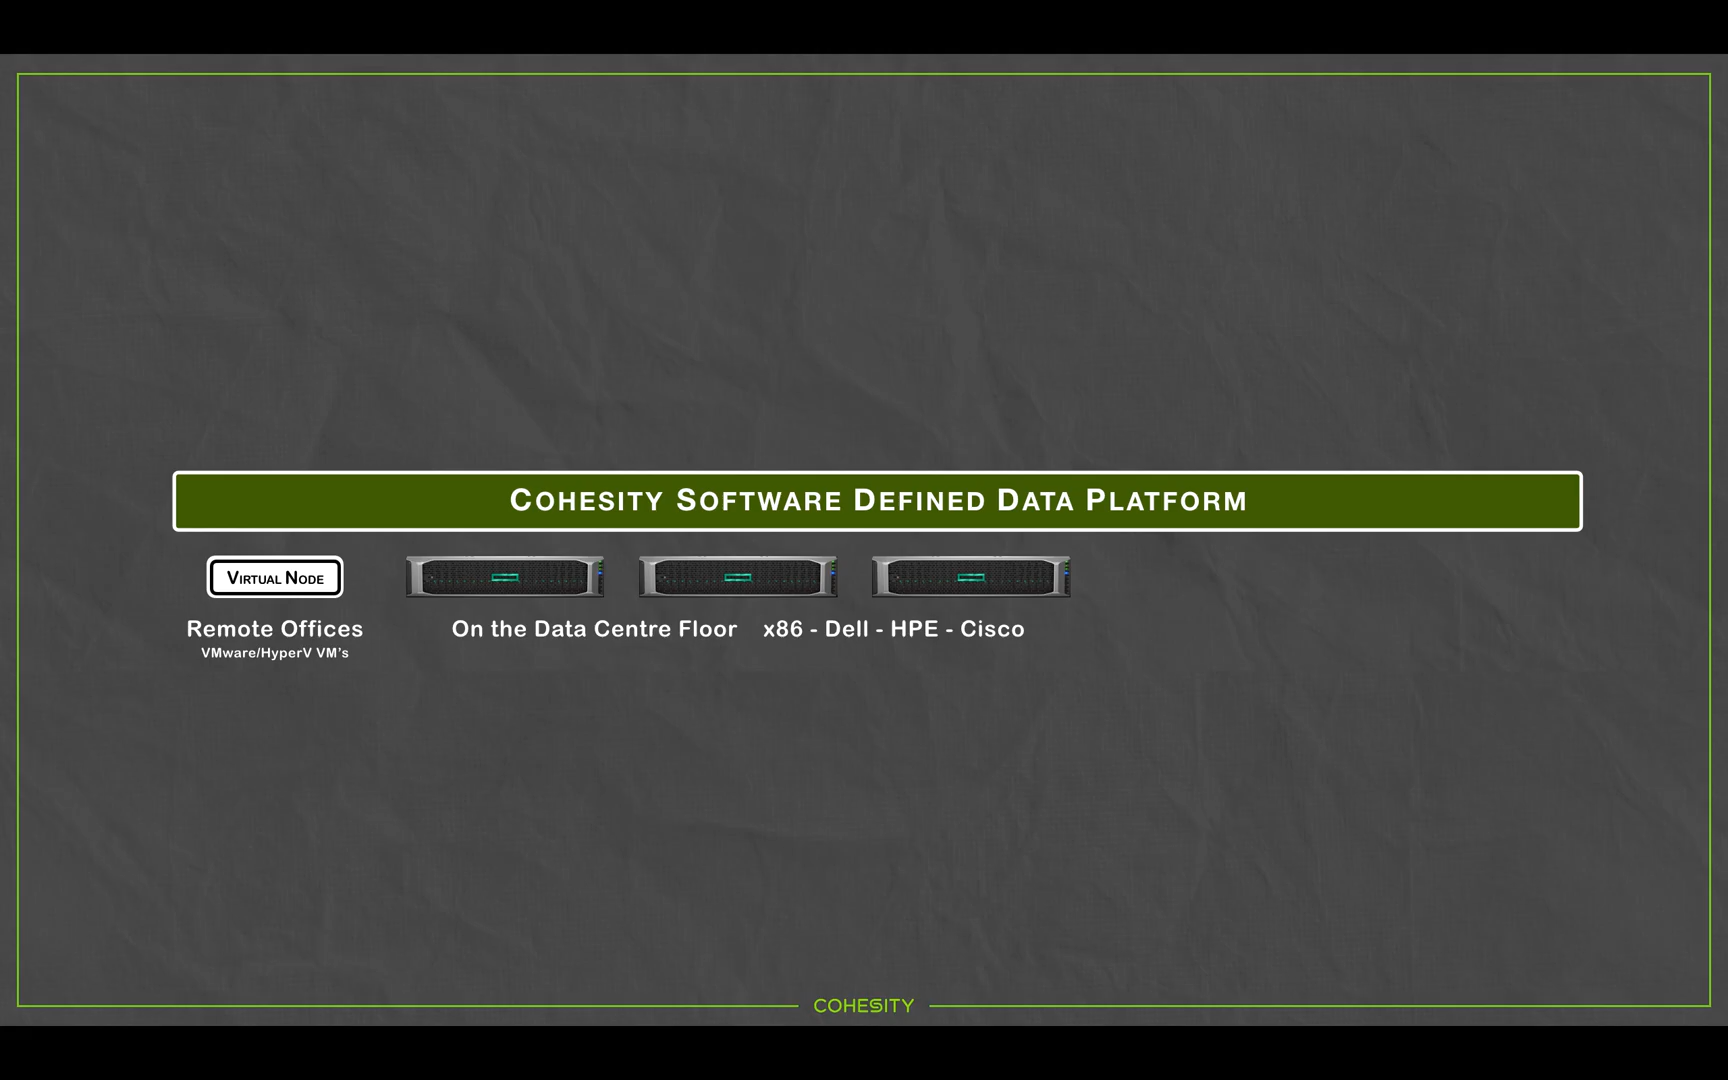 COHESITY SOFTWARE DEFINED DATA PLATFORM
VIRTUAL NODE
Remote Offices
VMware/HyperV VM's
On the Data Centre Floor x86 - Dell - HPE - Cisco
COHESITY